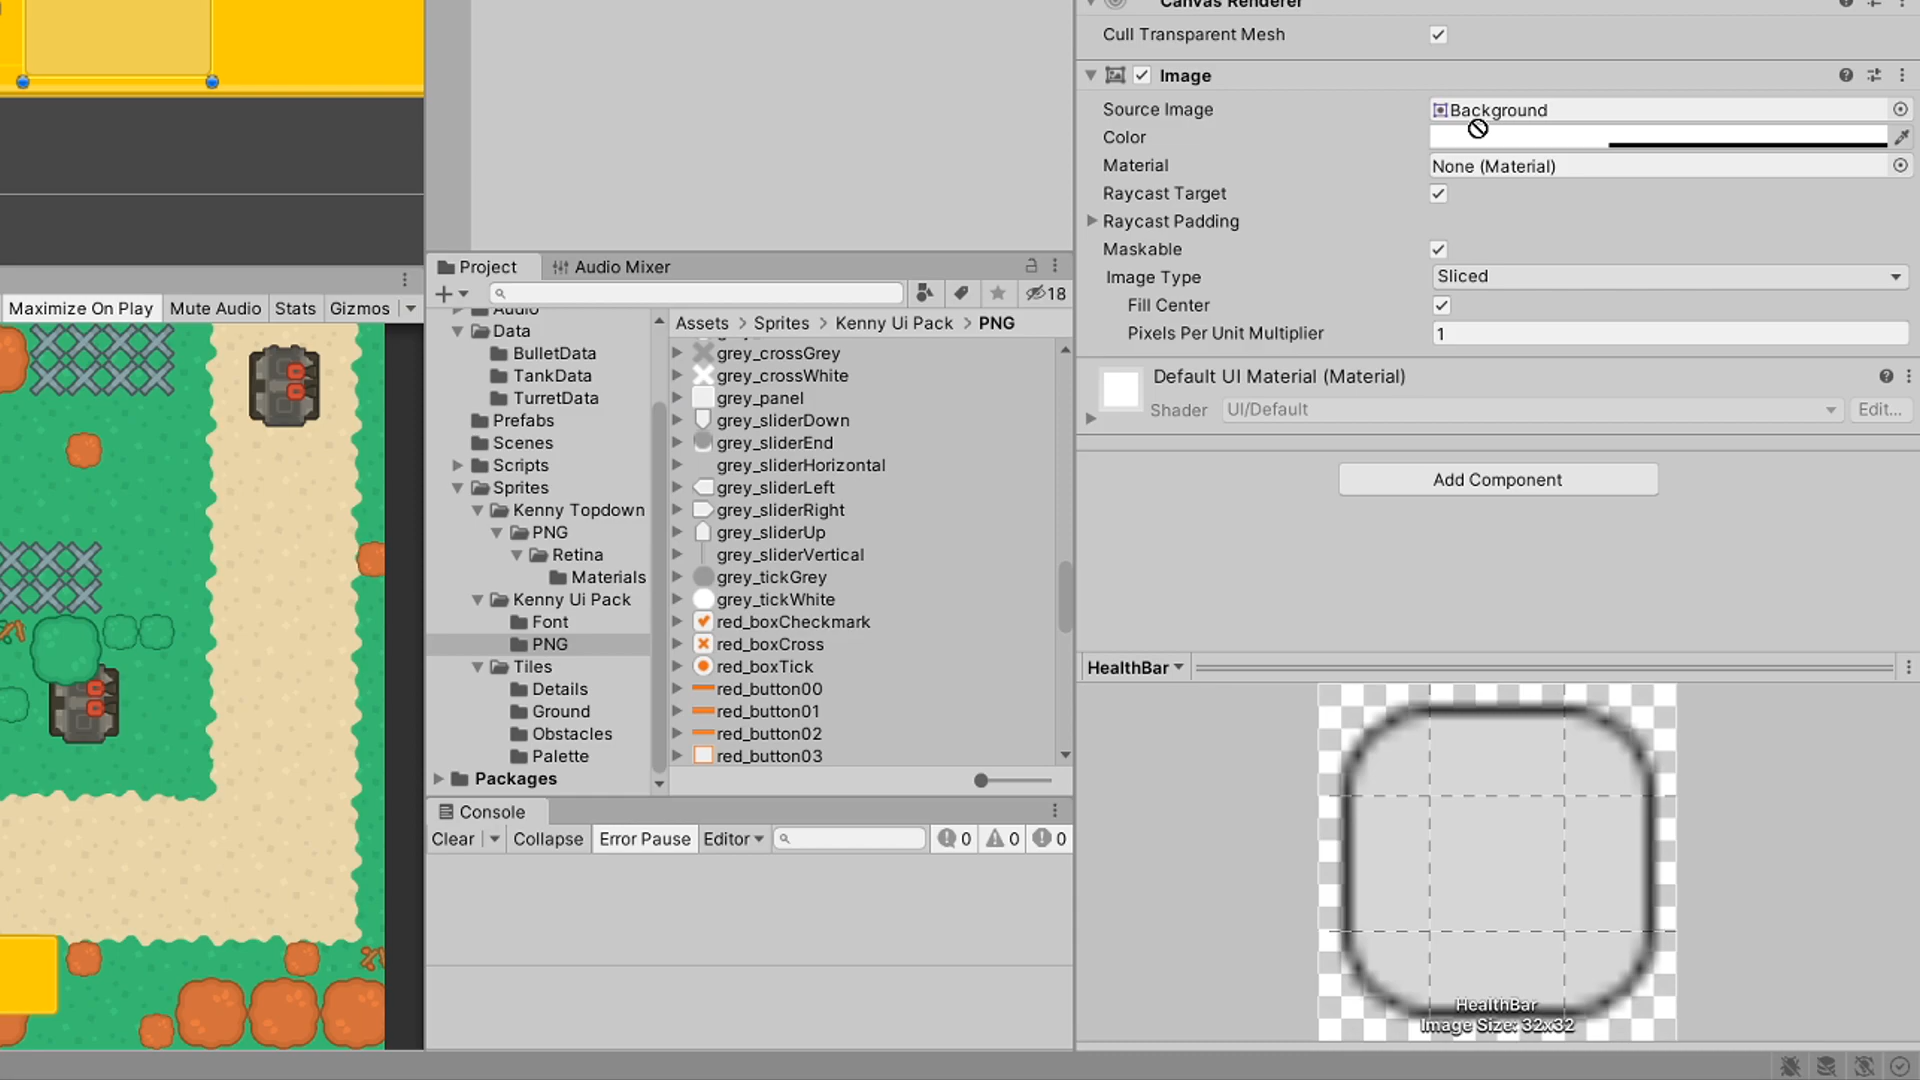 Canvas Renderer
Cull Transparent Mesh
Image
Source Image
Background
Color
Material
None (Material)
Raycast Target
Raycast Padding
Maskable
Image Type
Sliced
Fill Center
Pixels Per Unit Multiplier
1
Default UI Material (Material)
Shader
UI/Default
Edit...
Add Component
HealthBar
HealthBar
Image Size: 32x32
Maximize On Play
Mute Audio
Stats
Gizmos
Project
Audio Mixer
18
Audio
Data
BulletData
TankData
TurretData
Prefabs
Scenes
Scripts
Sprites
Kenny Topdown
PNG
Retina
Materials
Kenny Ui Pack
Font
PNG
Tiles
Details
Ground
Obstacles
Palette
Packages
Assets > Sprites > Kenny Ui Pack > PNG
grey_crossGrey
grey_crossWhite
grey_panel
grey_sliderDown
grey_sliderEnd
grey_sliderHorizontal
grey_sliderLeft
grey_sliderRight
grey_sliderUp
grey_sliderVertical
grey_tickGrey
grey_tickWhite
red_boxCheckmark
red_boxCross
red_boxTick
red_button00
red_button01
red_button02
red_button03
Console
Clear
Collapse
Error Pause
Editor
0
0
0